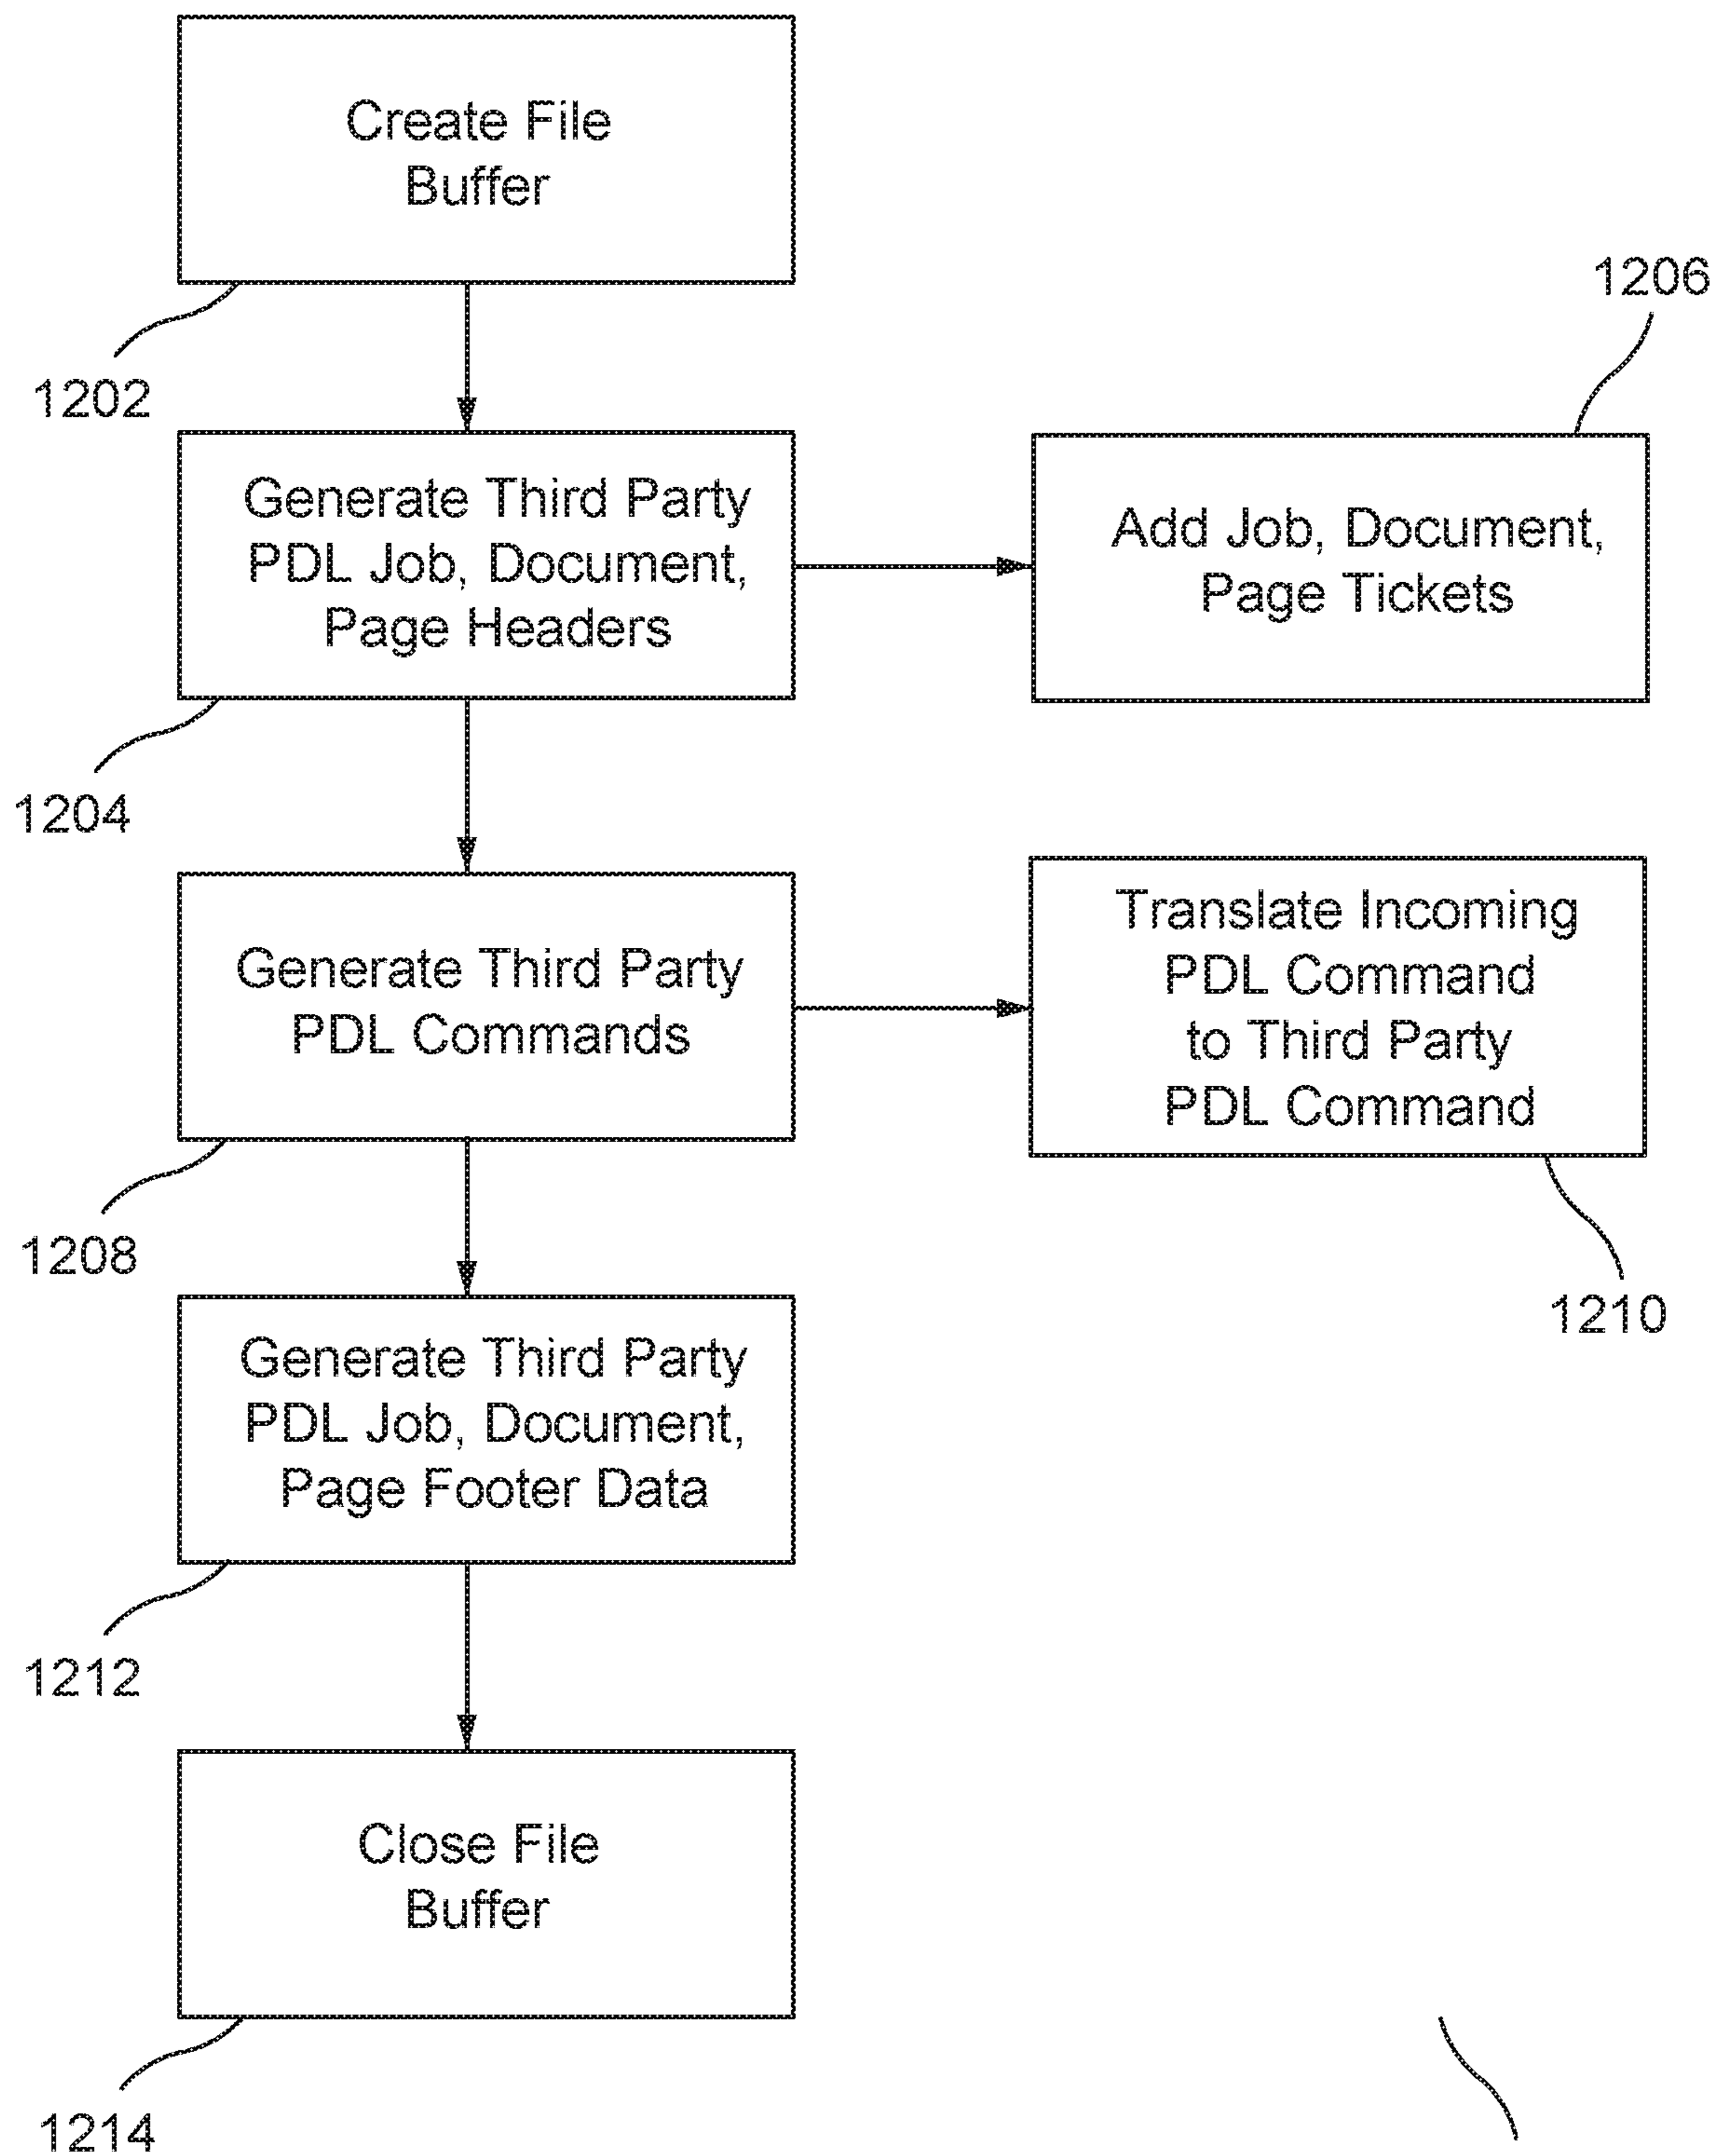 Create File
Buffer
1202
1206
Generate Third Party
PDL Job, Document,
Page Headers
Add Job, Document,
Page Tickets
1204
Generate Third Party
PDL Commands
Translate Incoming
PDL Command
to Third Party
PDL Command
1208
1210
Generate Third Party
PDL Job, Document,
Page Footer Data
1212
Close File
Buffer
1214